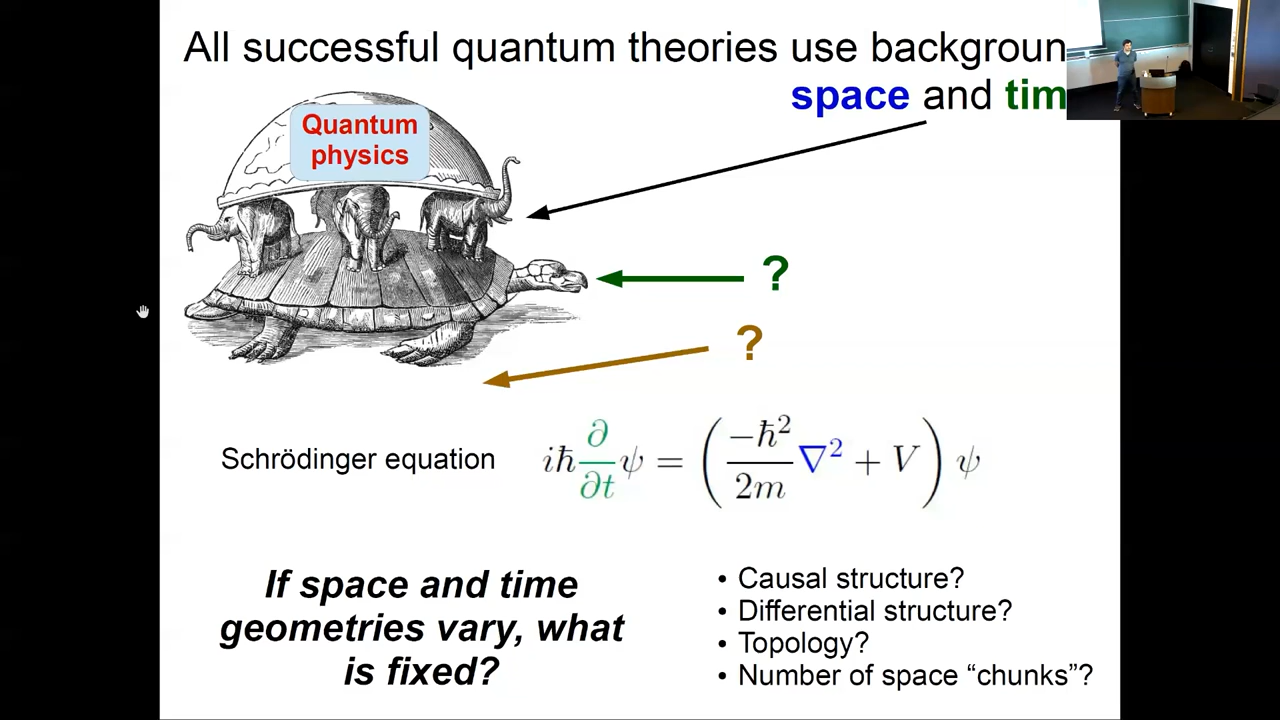 All successful quantum theories use backgroun
space and tim
Quantum
physics
?
?
Schrödinger equation
iħ ∂/∂t ψ = ( −ħ²/2m ∇² + V ) ψ
If space and time
geometries vary, what
is fixed?
• Causal structure?
• Differential structure?
• Topology?
• Number of space “chunks”?